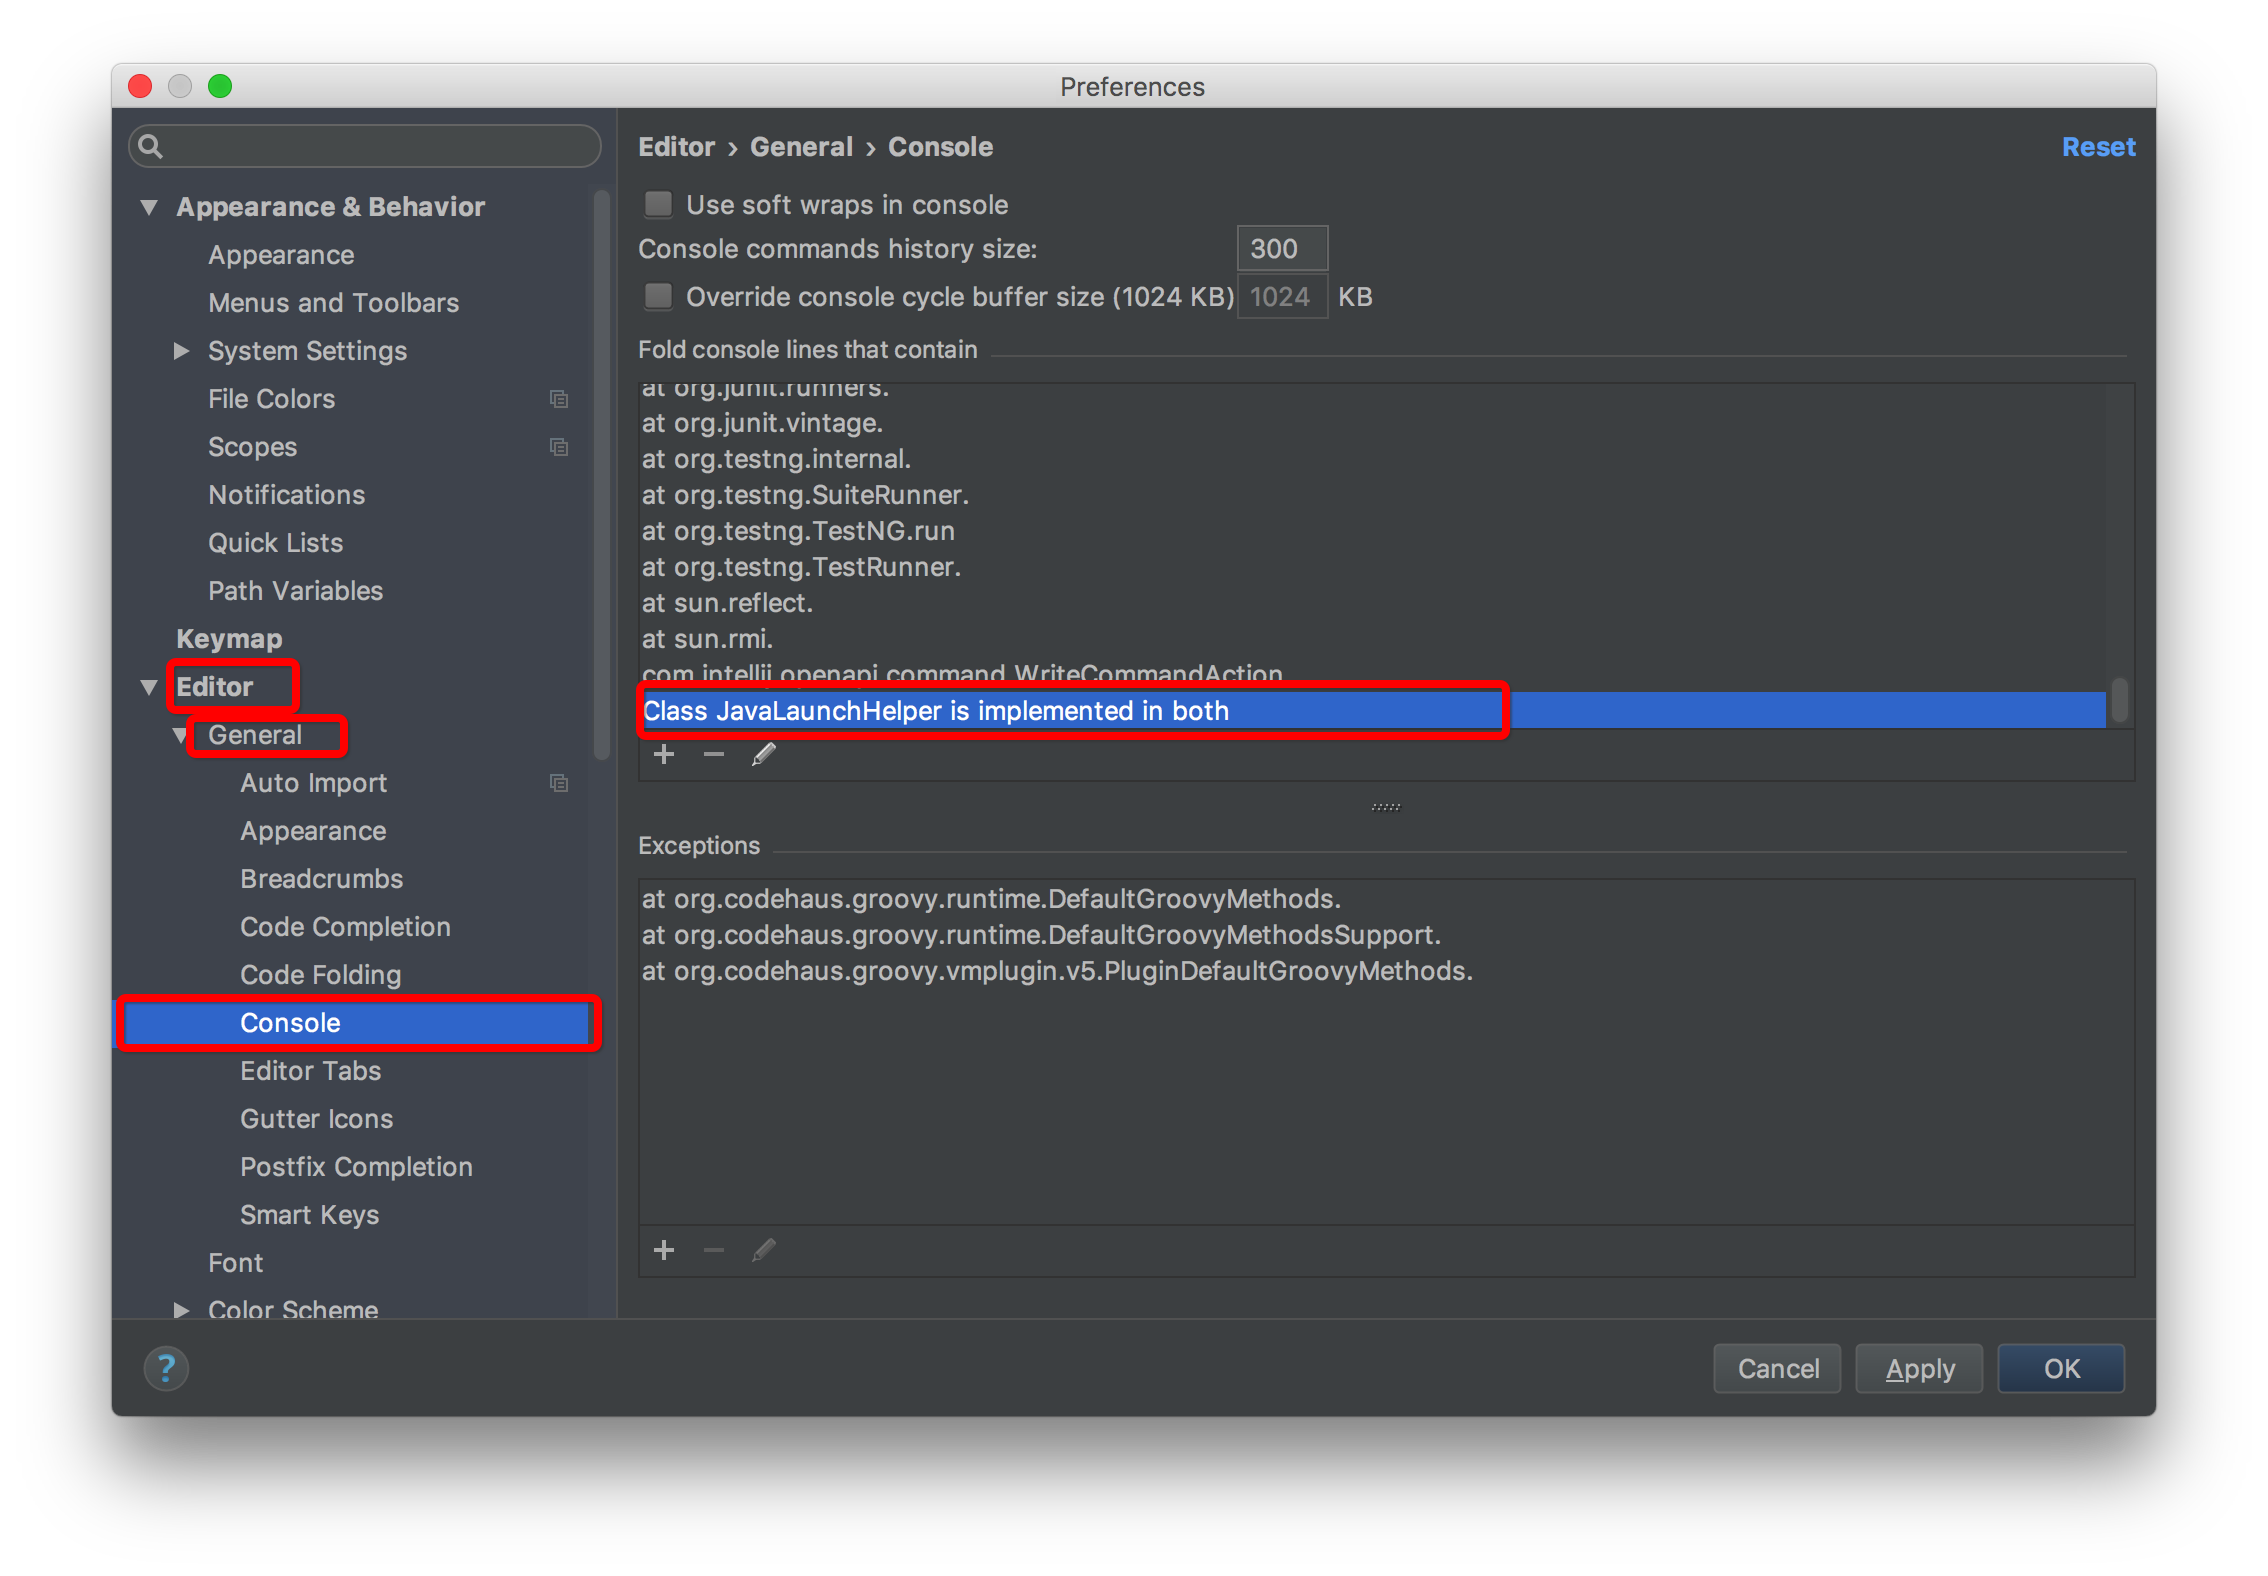 Preferences
Appearance & Behavior
Appearance
Menus and Toolbars
System Settings
File Colors
Scopes
Notifications
Quick Lists
Path Variables
Keymap
Editor
General
Auto Import
Appearance
Breadcrumbs
Code Completion
Code Folding
Console
Editor Tabs
Gutter Icons
Postfix Completion
Smart Keys
Font
Color Scheme
Editor › General › Console
Reset
Use soft wraps in console
Console commands history size: 300
Override console cycle buffer size (1024 KB) 1024 KB
Fold console lines that contain
at org.junit.runners.
at org.junit.vintage.
at org.testng.internal.
at org.testng.SuiteRunner.
at org.testng.TestNG.run
at org.testng.TestRunner.
at sun.reflect.
at sun.rmi.
com.intellij.openapi.command.WriteCommandAction
Class JavaLaunchHelper is implemented in both
Exceptions
at org.codehaus.groovy.runtime.DefaultGroovyMethods.
at org.codehaus.groovy.runtime.DefaultGroovyMethodsSupport.
at org.codehaus.groovy.vmplugin.v5.PluginDefaultGroovyMethods.
?
Cancel
Apply
OK